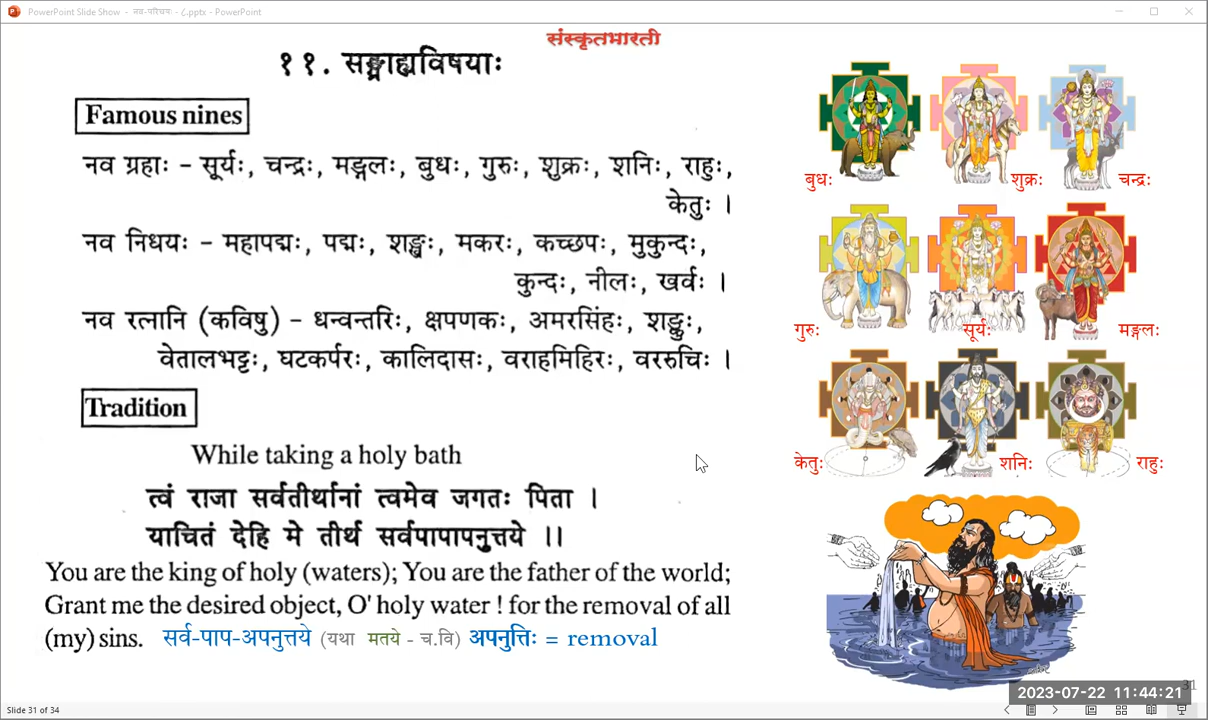 PowerPoint Slide Show - नव-परिचयः - ८.pptx - PowerPoint
संस्कृतभारती
११. सङ्ग्राह्यविषयाः
Famous nines
नव ग्रहाः - सूर्यः, चन्द्रः, मङ्गलः, बुधः, गुरुः, शुक्रः, शनिः, राहुः,
केतुः ।
नव निधयः - महापद्मः, पद्मः, शङ्खः, मकरः, कच्छपः, मुकुन्दः,
कुन्दः, नीलः, खर्वः ।
नव रत्नानि (कविषु) - धन्वन्तरिः, क्षपणकः, अमरसिंहः, शङ्कुः,
वेतालभट्टः, घटकर्परः, कालिदासः, वराहमिहिरः, वररुचिः ।
Tradition
While taking a holy bath
त्वं राजा सर्वतीर्थानां त्वमेव जगतः पिता ।
याचितं देहि मे तीर्थ सर्वपापापनुत्तये ।।
You are the king of holy (waters); You are the father of the world;
Grant me the desired object, O' holy water ! for the removal of all
(my) sins. सर्व-पाप-अपनुत्तये (यथा मतये - च.वि) अपनुत्तिः = removal
बुधः शुक्रः चन्द्रः
गुरुः सूर्यः मङ्गलः
केतुः शनिः राहुः
31
2023-07-22 11:44:21
Slide 31 of 34